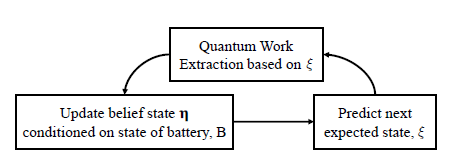 Quantum Work
Extraction based on ξ
Update belief state η
conditioned on state of battery, B
Predict next
expected state, ξ